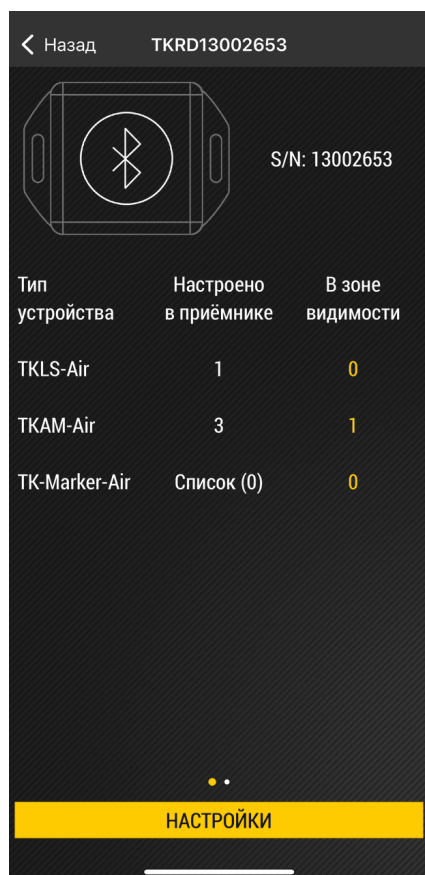 Назад TKRD13002653
S/N: 13002653
Тип Настроено В зоне
устройства в приёмнике видимости
TKLS-Air 1 0
TKAM-Air 3 1
TK-Marker-Air Список (0) 0
НАСТРОЙКИ